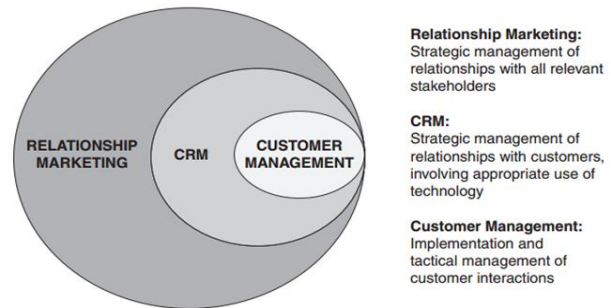 RELATIONSHIP
MARKETING
CRM
CUSTOMER
MANAGEMENT
Relationship Marketing:
Strategic management of
relationships with all relevant
stakeholders
CRM:
Strategic management of
relationships with customers,
involving appropriate use of
technology
Customer Management:
Implementation and
tactical management of
customer interactions